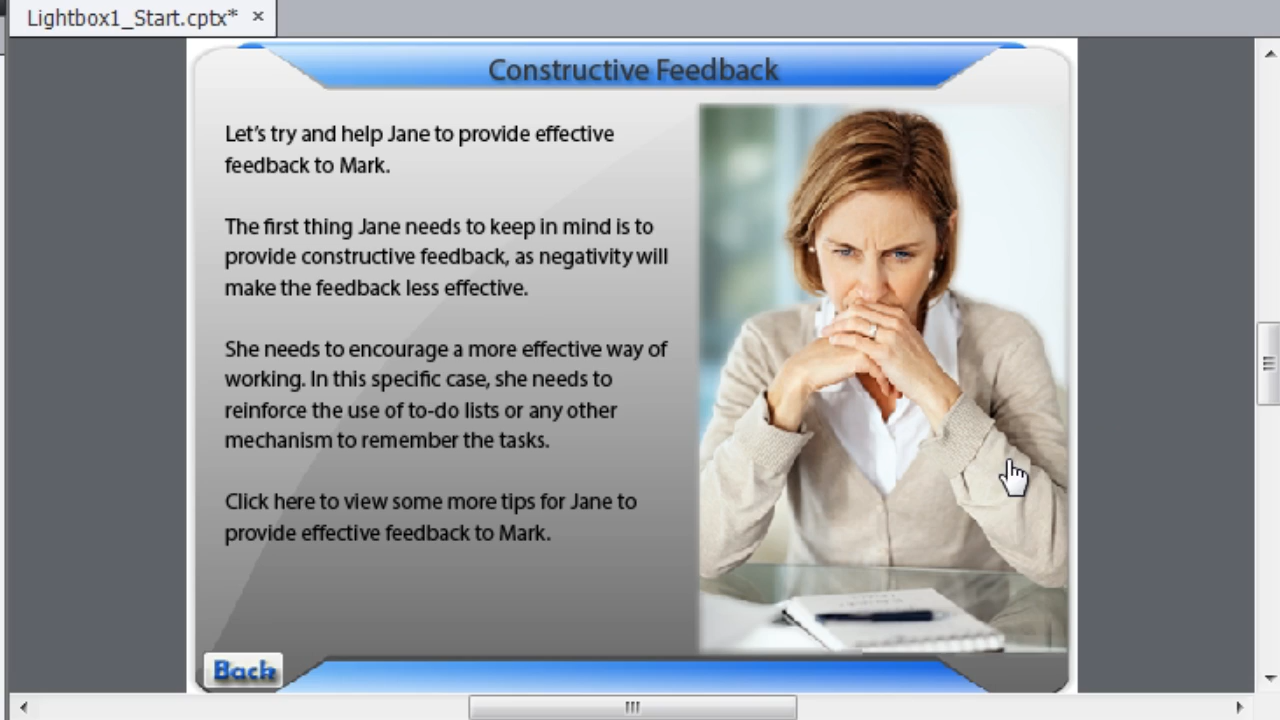 Lightbox1_Start.cptx* ×
Constructive Feedback
Let's try and help Jane to provide effective
feedback to Mark.
The first thing Jane needs to keep in mind is to
provide constructive feedback, as negativity will
make the feedback less effective.
She needs to encourage a more effective way of
working. In this specific case, she needs to
reinforce the use of to-do lists or any other
mechanism to remember the tasks.
Click here to view some more tips for Jane to
provide effective feedback to Mark.
Back